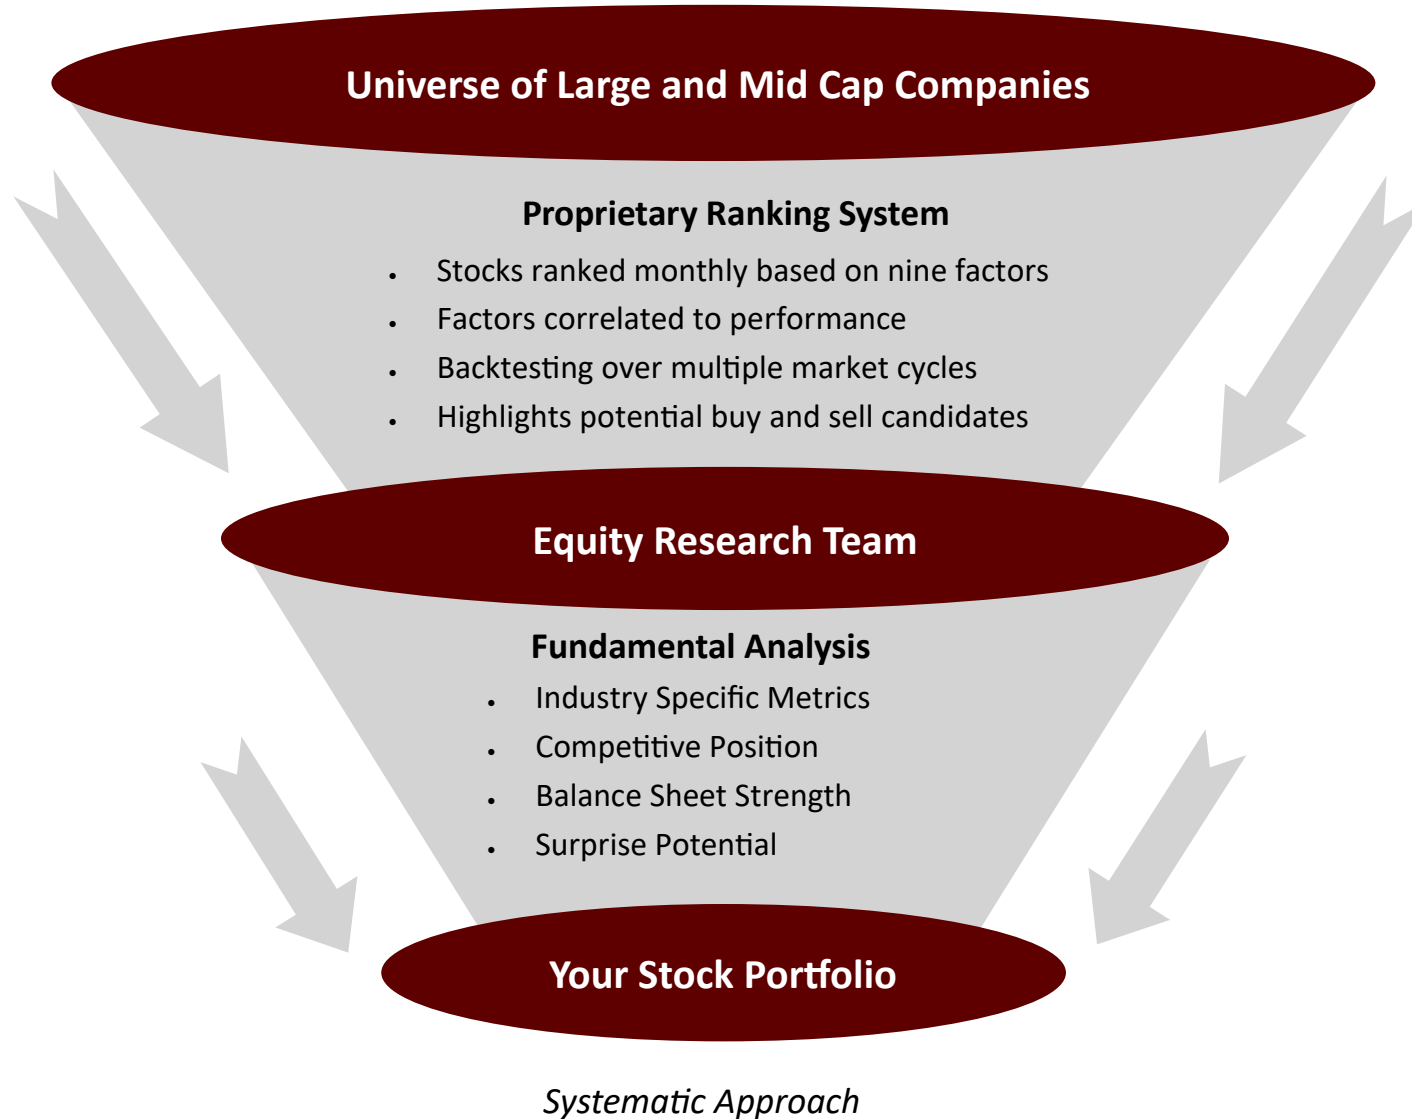 Universe of Large and Mid Cap Companies
Proprietary Ranking System
• Stocks ranked monthly based on nine factors
• Factors correlated to performance
• Backtesting over multiple market cycles
• Highlights potential buy and sell candidates
Equity Research Team
Fundamental Analysis
• Industry Specific Metrics
• Competitive Position
• Balance Sheet Strength
• Surprise Potential
Your Stock Portfolio
Systematic Approach